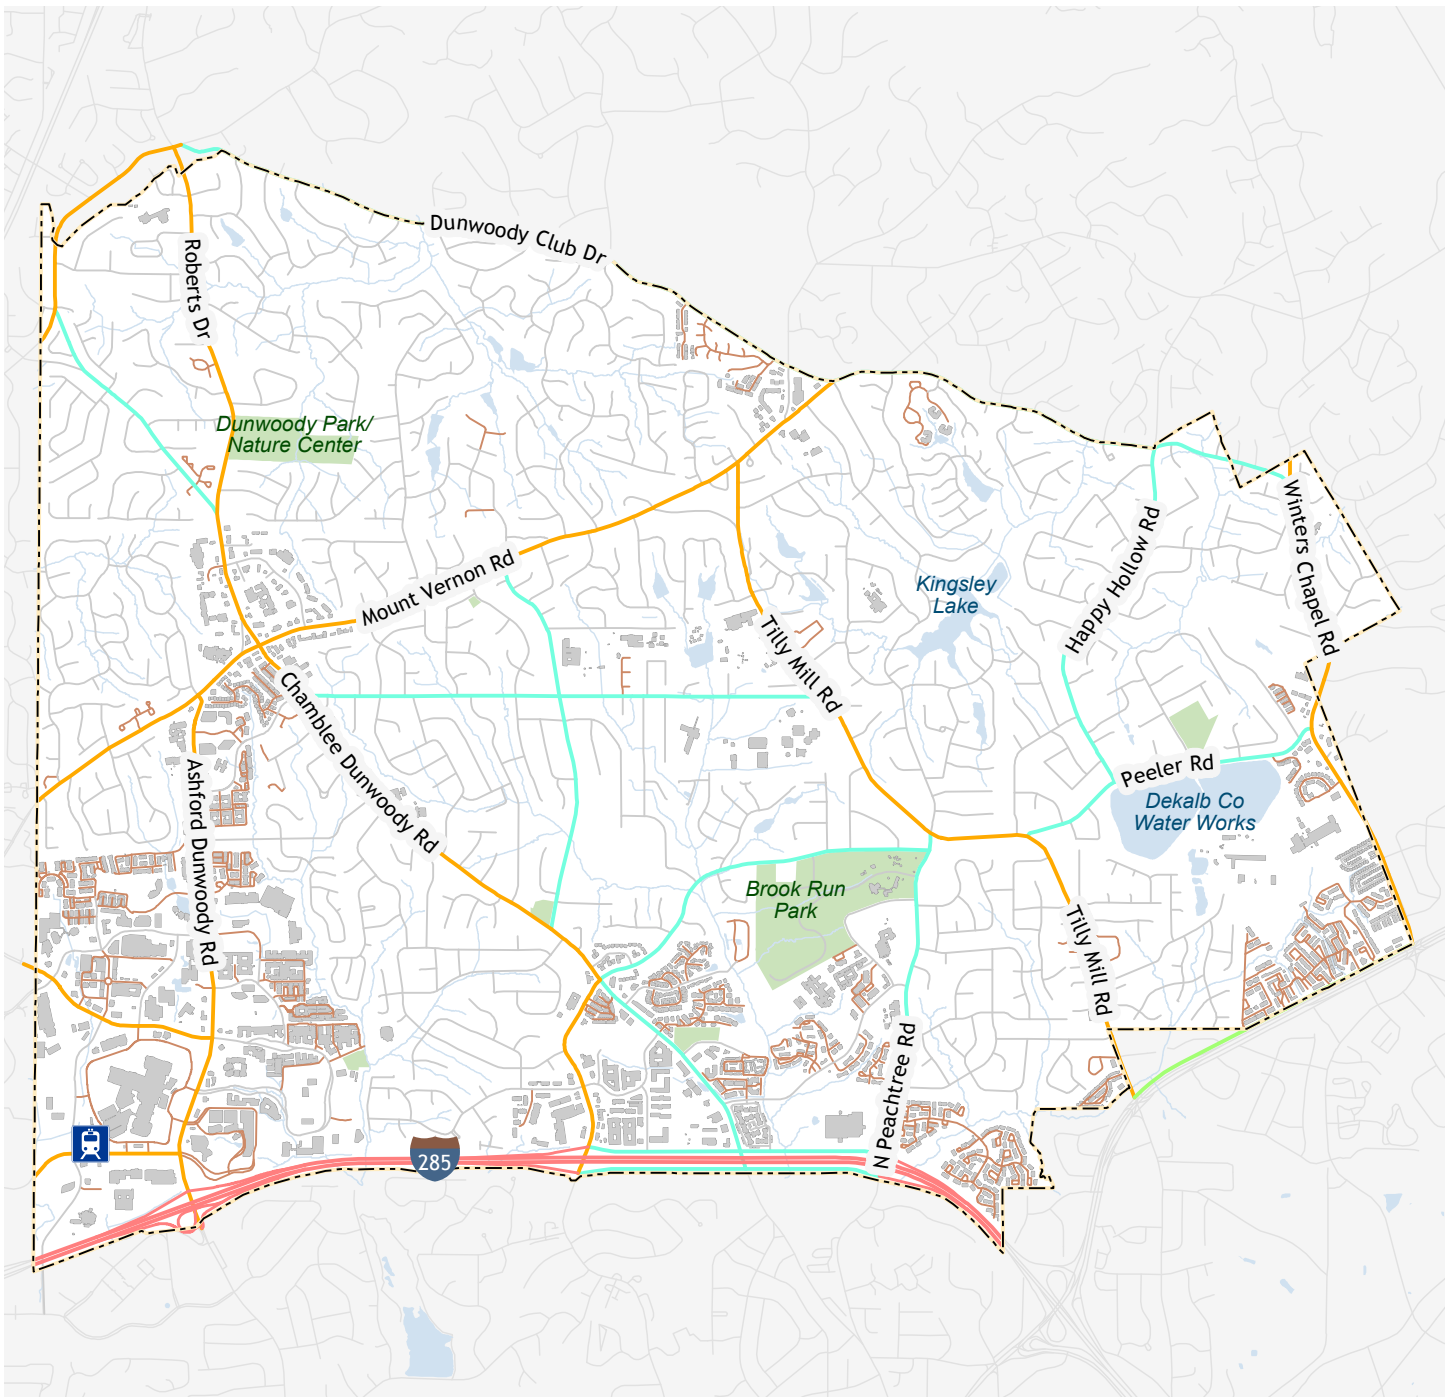 Dunwoody Club Dr
Roberts Dr
Dunwoody Park/
Nature Center
Winters Chapel Rd
Happy Hollow Rd
Mount Vernon Rd
Kingsley
Lake
Tilly Mill Rd
Chamblee Dunwoody Rd
Ashford Dunwoody Rd
Peeler Rd
Dekalb Co
Water Works
Brook Run
Park
Tilly Mill Rd
N Peachtree Rd
285